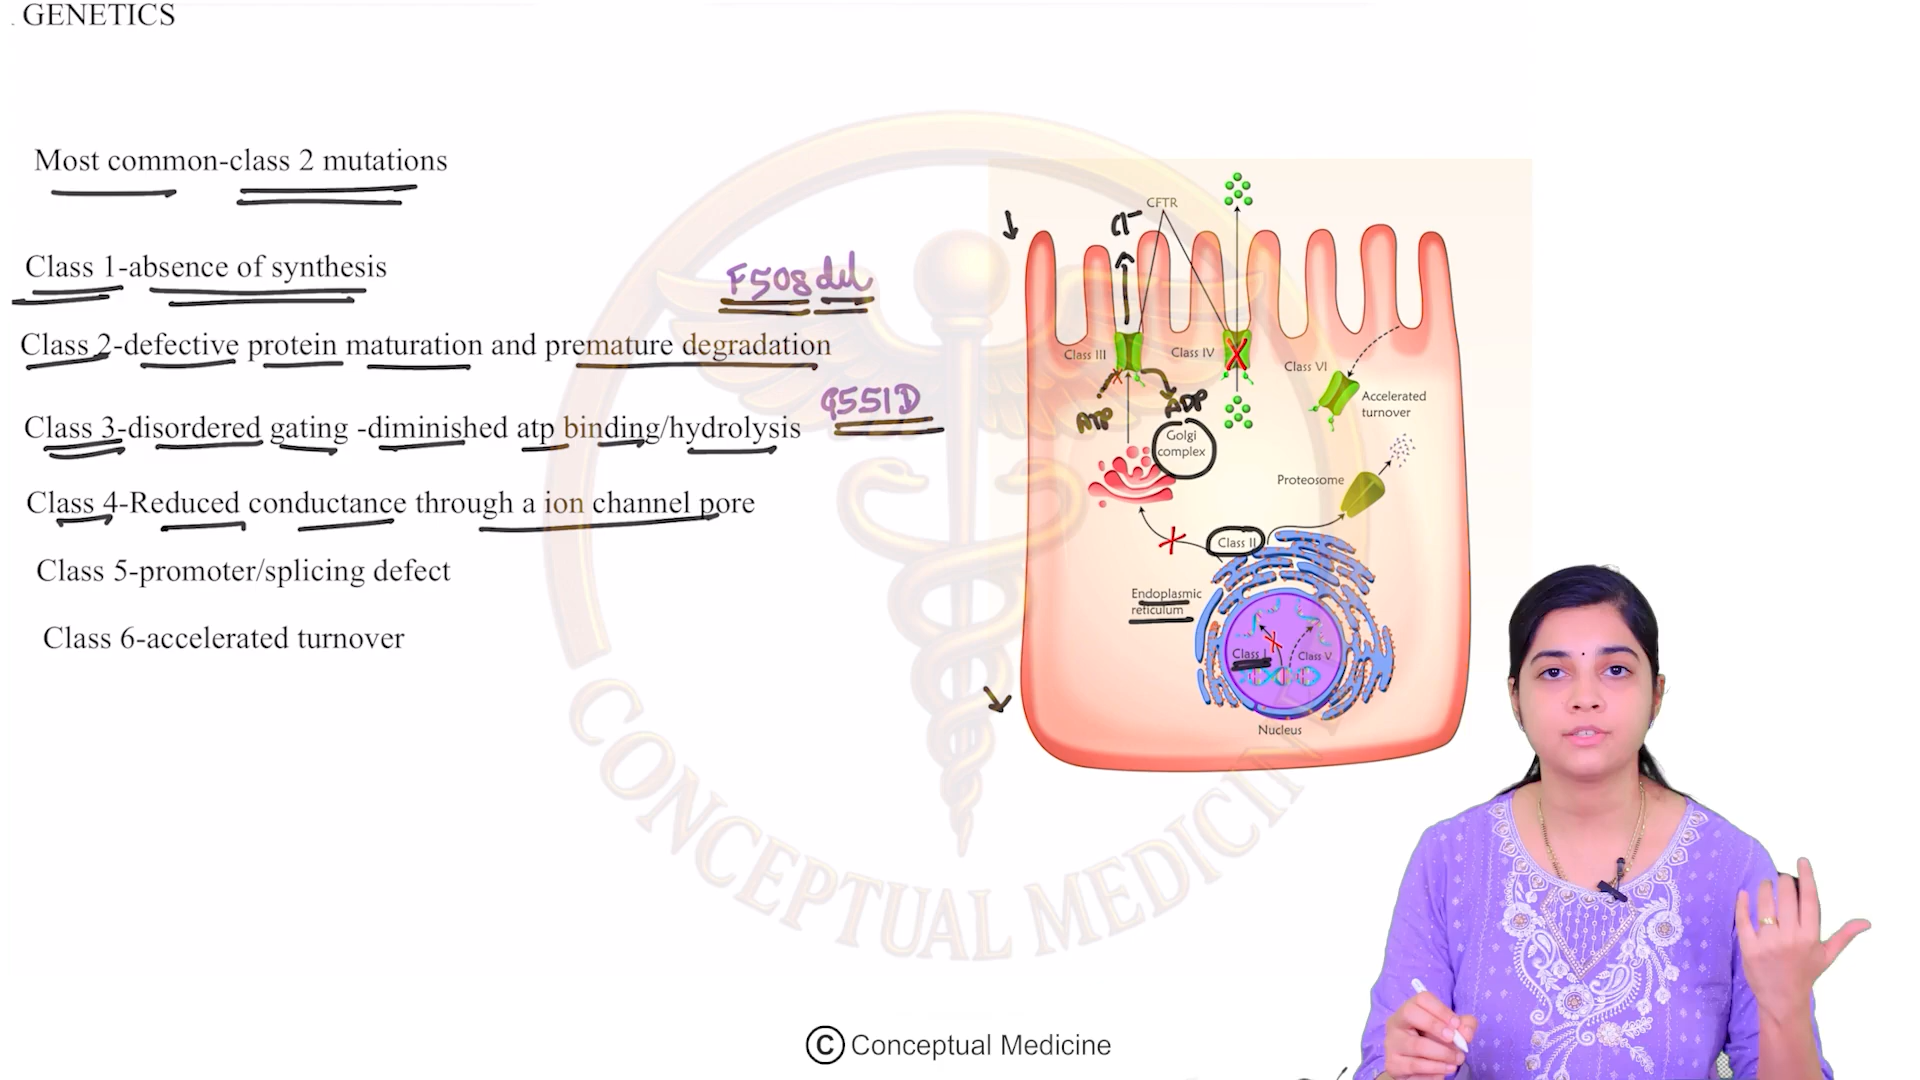 GENETICS
Most common-class 2 mutations
Class 1-absence of synthesis
F508 del
Class 2-defective protein maturation and premature degradation
G551D
Class 3-disordered gating -diminished atp binding/hydrolysis
Class 4-Reduced conductance through a ion channel pore
Class 5-promoter/splicing defect
Class 6-accelerated turnover
CFTR
Cl-
Class III
Class IV
Class VI
Accelerated
turnover
ATP
ADP
Golgi
complex
Proteosome
Class II
Endoplasmic
reticulum
Class I
Class V
Nucleus
CONCEPTUAL MEDICINE
© Conceptual Medicine